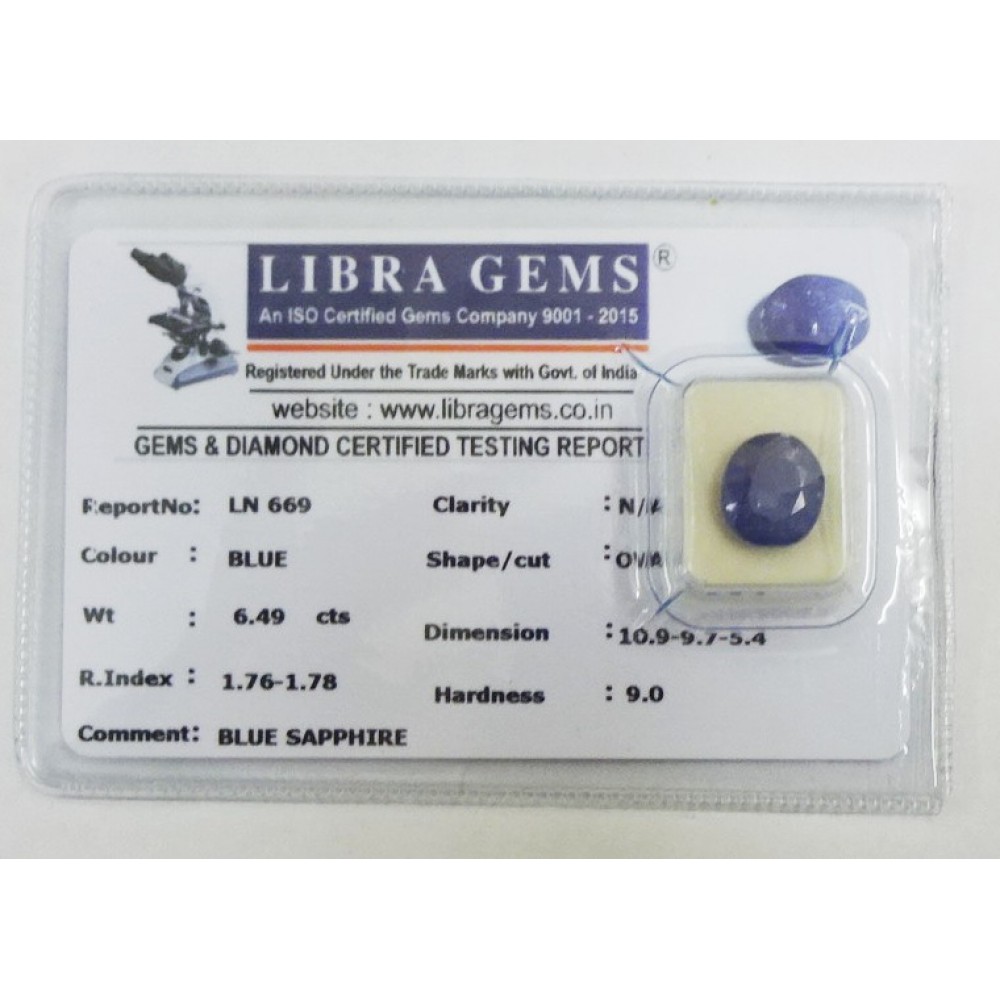 LIBRA GEMS ®
An ISO Certified Gems Company 9001 - 2015
Registered Under the Trade Marks with Govt. of India
website : www.libragems.co.in
GEMS & DIAMOND CERTIFIED TESTING REPORT
ReportNo: LN 669 Clarity : N/A
Colour : BLUE Shape/cut : OVA
Wt : 6.49 cts Dimension : 10.9-9.7-5.4
R.Index : 1.76-1.78 Hardness : 9.0
Comment: BLUE SAPPHIRE